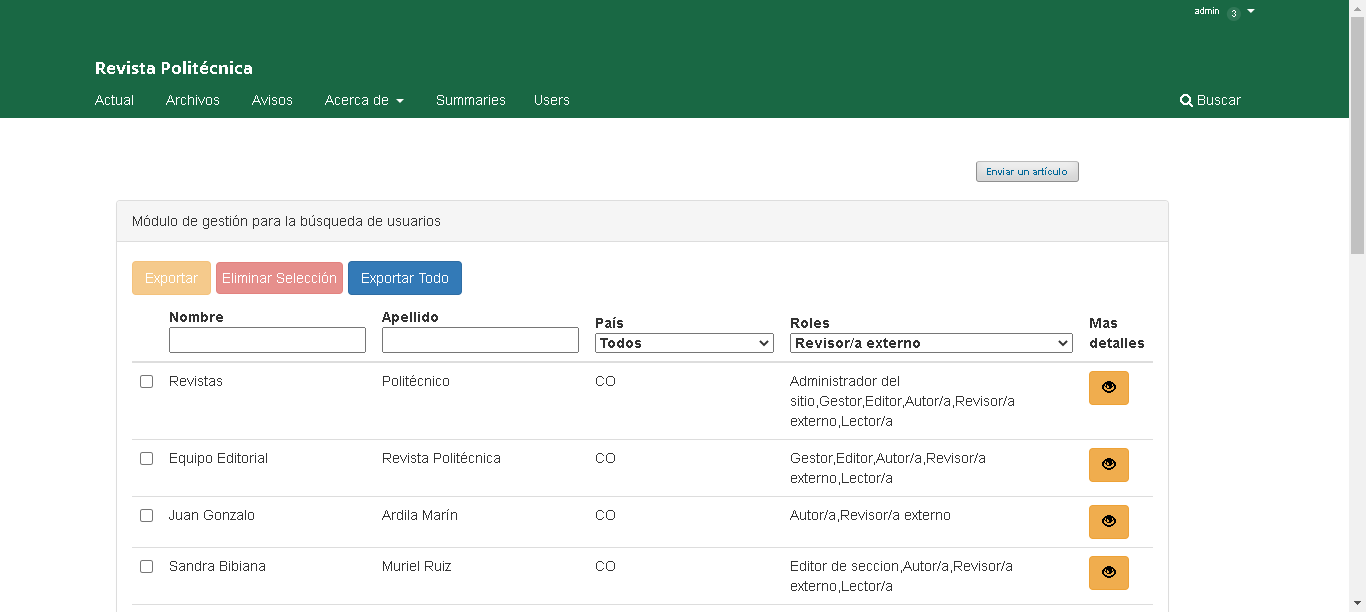 admin 3
Revista Politécnica
Actual Archivos Avisos Acerca de Summaries Users Buscar
Enviar un artículo
Módulo de gestión para la búsqueda de usuarios
Exportar Eliminar Selección Exportar Todo
Nombre Apellido País Roles Mas detalles
Todos Revisor/a externo
Revistas Politécnico CO Administrador del
sitio,Gestor,Editor,Autor/a,Revisor/a
externo,Lector/a
Equipo Editorial Revista Politécnica CO Gestor,Editor,Autor/a,Revisor/a
externo,Lector/a
Juan Gonzalo Ardila Marín CO Autor/a,Revisor/a externo
Sandra Bibiana Muriel Ruiz CO Editor de seccion,Autor/a,Revisor/a
externo,Lector/a